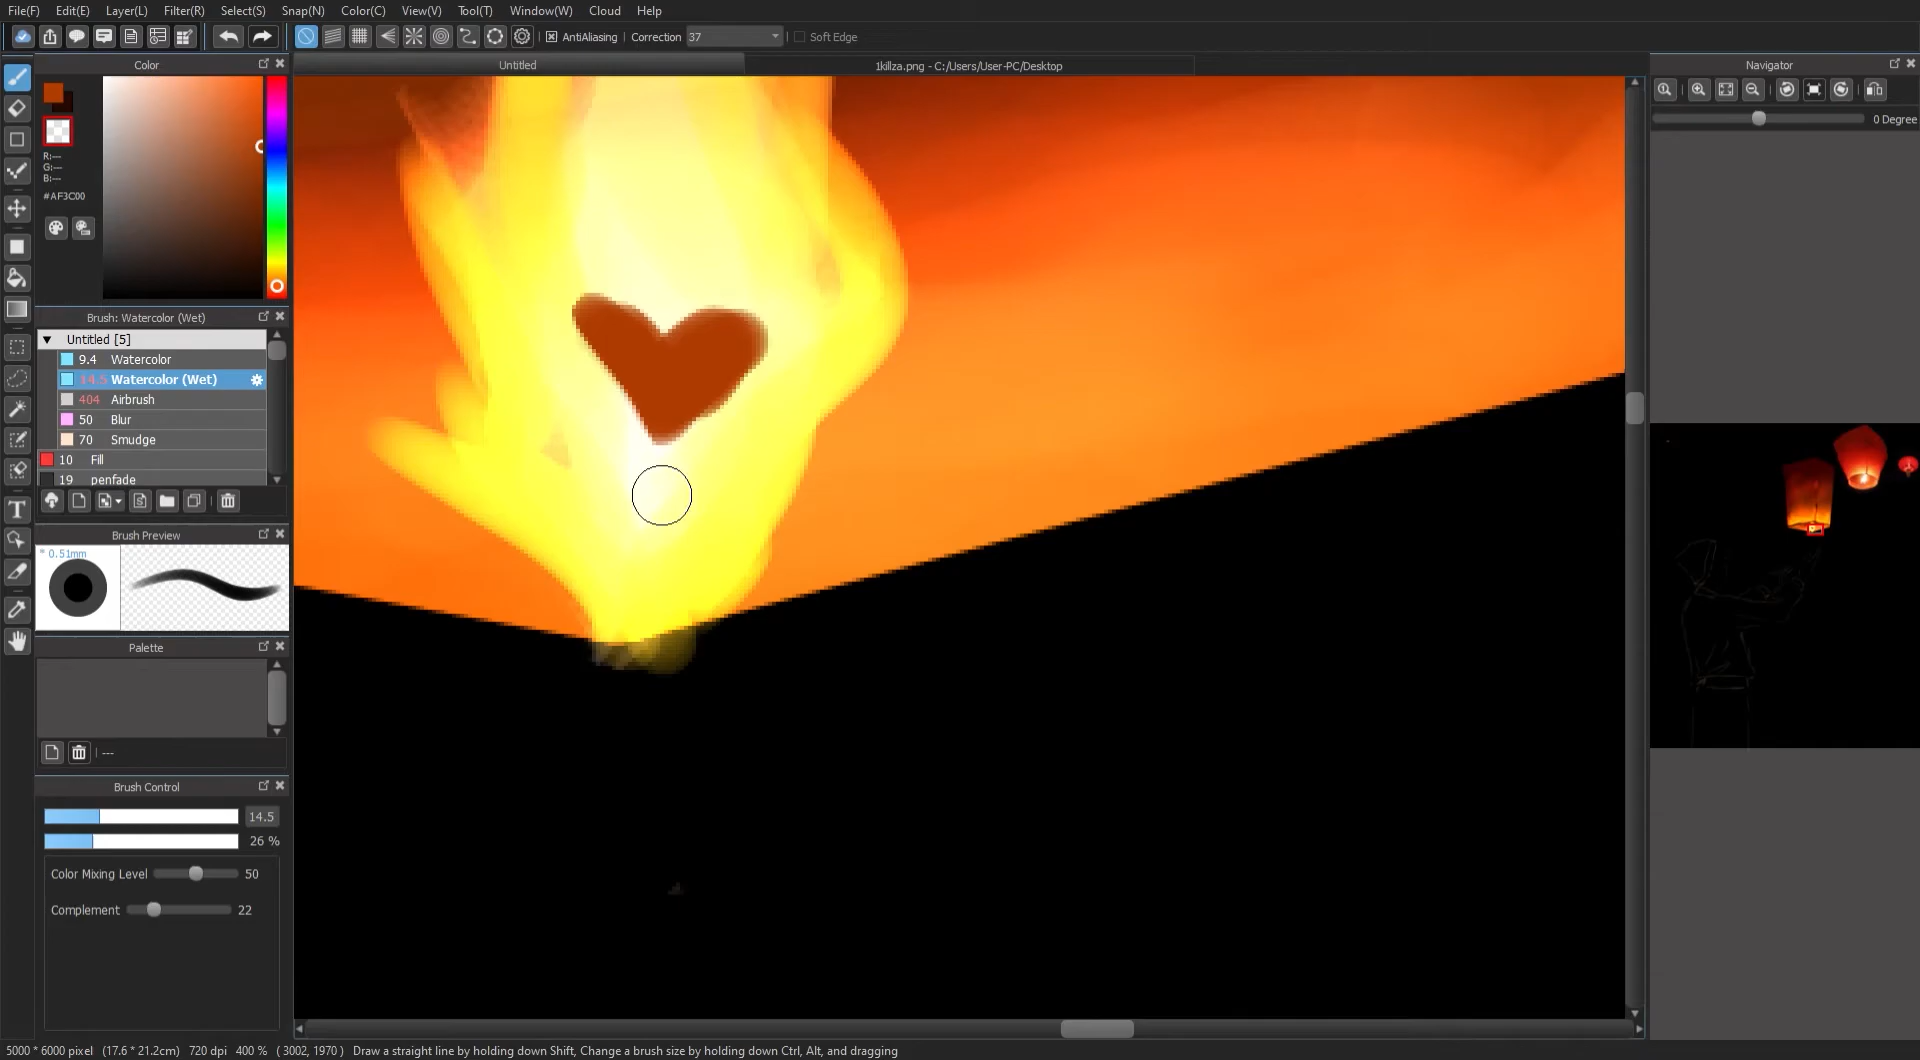 File(F) Edit(E) Layer(L) Filter(R) Select(S) Snap(N) Color(C) View(V) Tool(T) Window(W) Cloud Help
AntiAliasing Correction 37 Soft Edge
Color
Untitled
1killza.png - C:/Users/User-PC/Desktop
Navigator
0 Degree
R:---
G:---
B:---
#AF3C00
Brush: Watercolor (Wet)
Untitled [5]
9.4 Watercolor
14.5 Watercolor (Wet)
404 Airbrush
50 Blur
70 Smudge
10 Fill
19 penfade
Brush Preview
* 0.51mm
Palette
---
Brush Control
14.5
26 %
Color Mixing Level 50
Complement 22
5000 * 6000 pixel (17.6 * 21.2cm) 720 dpi 400 % ( 3002, 1970 ) Draw a straight line by holding down Shift, Change a brush size by holding down Ctrl, Alt, and dragging